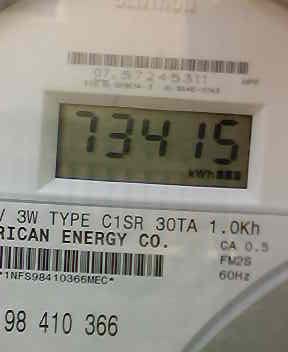 73415
kWh
V 3W TYPE C1SR 30TA 1.0Kh
RICAN ENERGY CO.
CA 0.5
FM2S
60Hz
*1NFS98410366MEC*
98 410 366